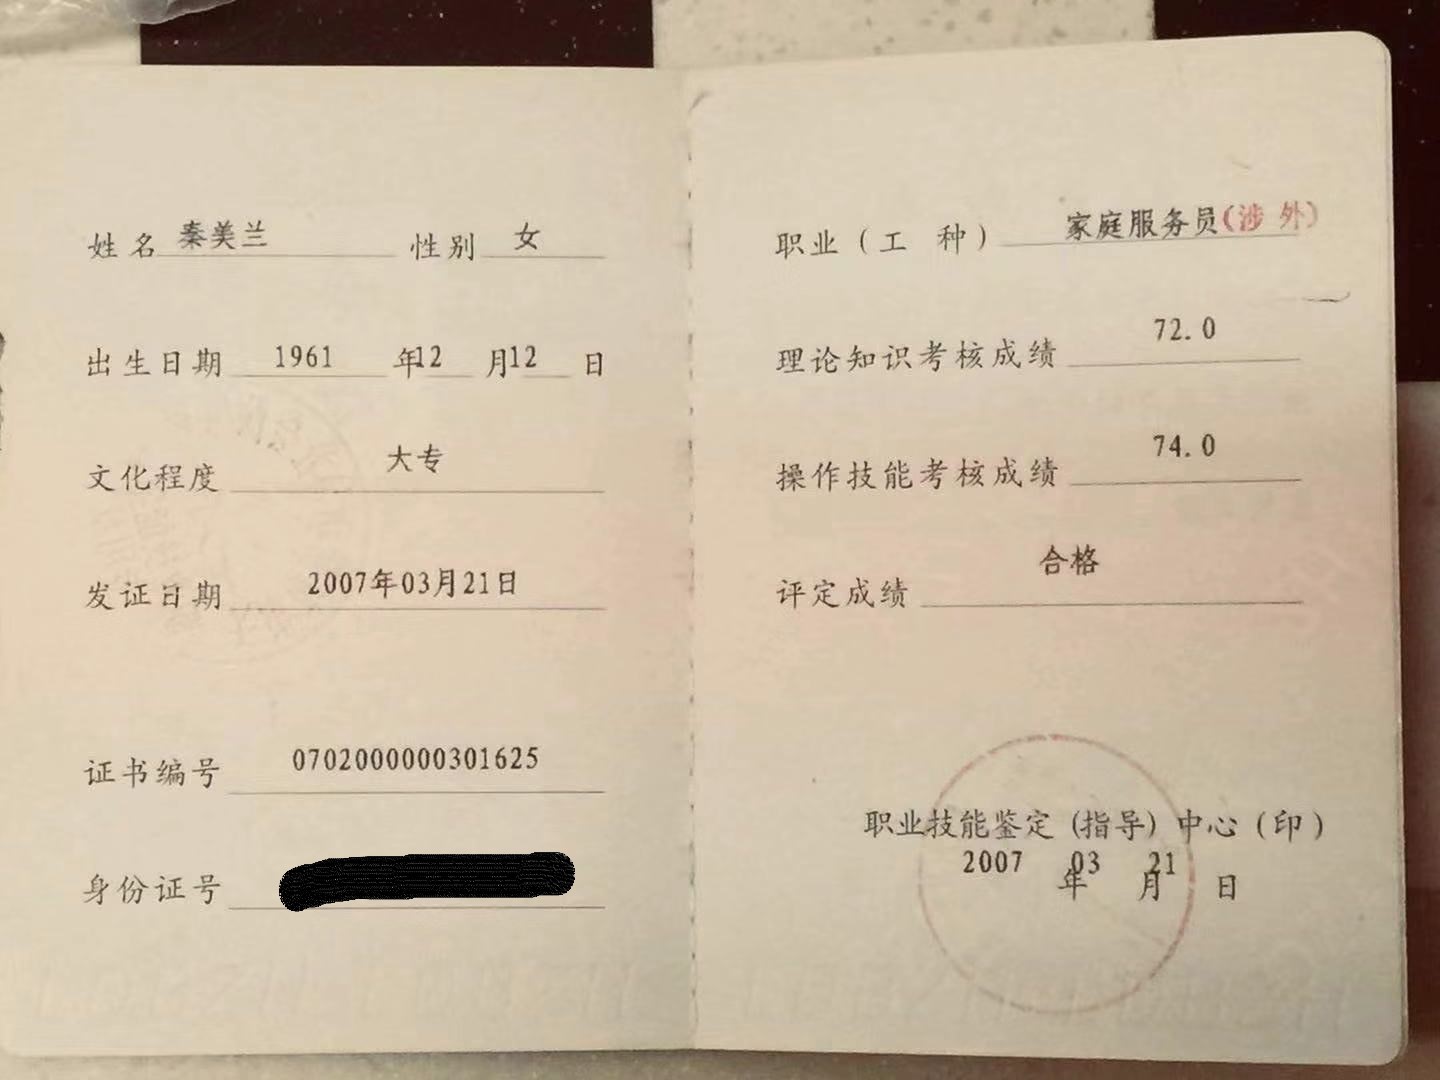 姓名 秦美兰 性别 女
出生日期 1961 年12 月12 日
文化程度 大专
发证日期 2007年03月21日
证书编号 0702000000301625
身份证号
职业（工 种） 家庭服务员(涉 外)
理论知识考核成绩 72.0
操作技能考核成绩 74.0
评定成绩 合格
职业技能鉴定（指导）中心（印）
2007 年 03 月 21 日